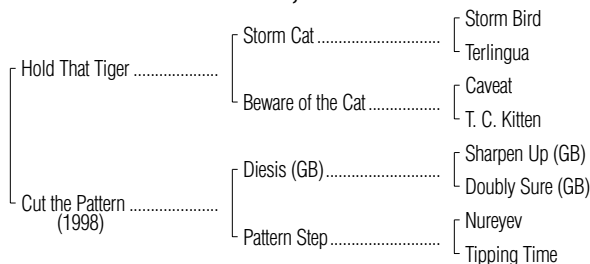 Storm Bird
Storm Cat ..............................
Terlingua
Hold That Tiger .....................
Caveat
Beware of the Cat .................
T. C. Kitten
Sharpen Up (GB)
Diesis (GB) ............................
Doubly Sure (GB)
Cut the Pattern ......................
(1998)
Nureyev
Pattern Step ...........................
Tipping Time